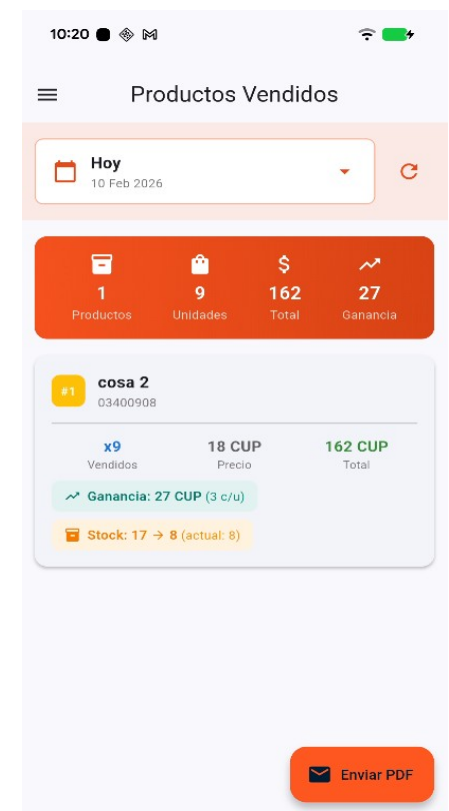 10:20
Productos Vendidos
Hoy
10 Feb 2026
1 9 162 27
Productos Unidades Total Ganancia
#1 cosa 2
03400908
x9 18 CUP 162 CUP
Vendidos Precio Total
Ganancia: 27 CUP (3 c/u)
Stock: 17 → 8 (actual: 8)
Enviar PDF